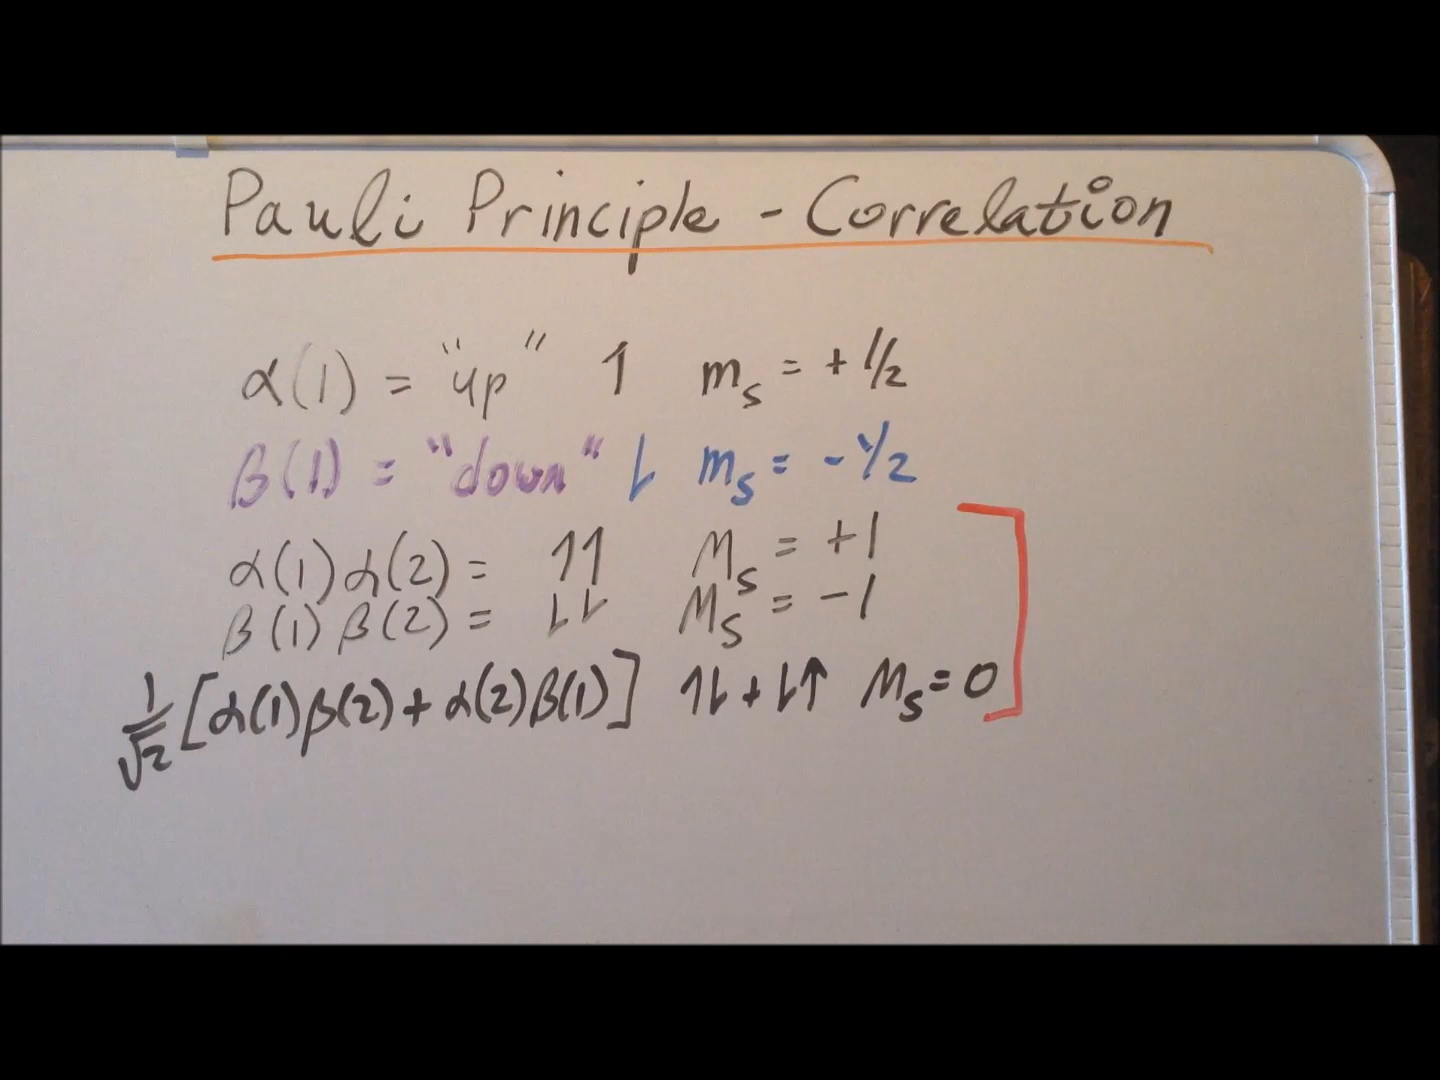 Pauli Principle - Correlation
α(1) = "up" ↿ mₛ = + 1/2
β(1) = "down" ⇂ mₛ = - 1/2
α(1) α(2) = ↿↿ Mₛ = +1
β(1) β(2) = ⇂⇂ Mₛ = -1
1/√2 [α(1)β(2) + α(2)β(1)] ↿⇂ + ⇂↑ Mₛ = 0